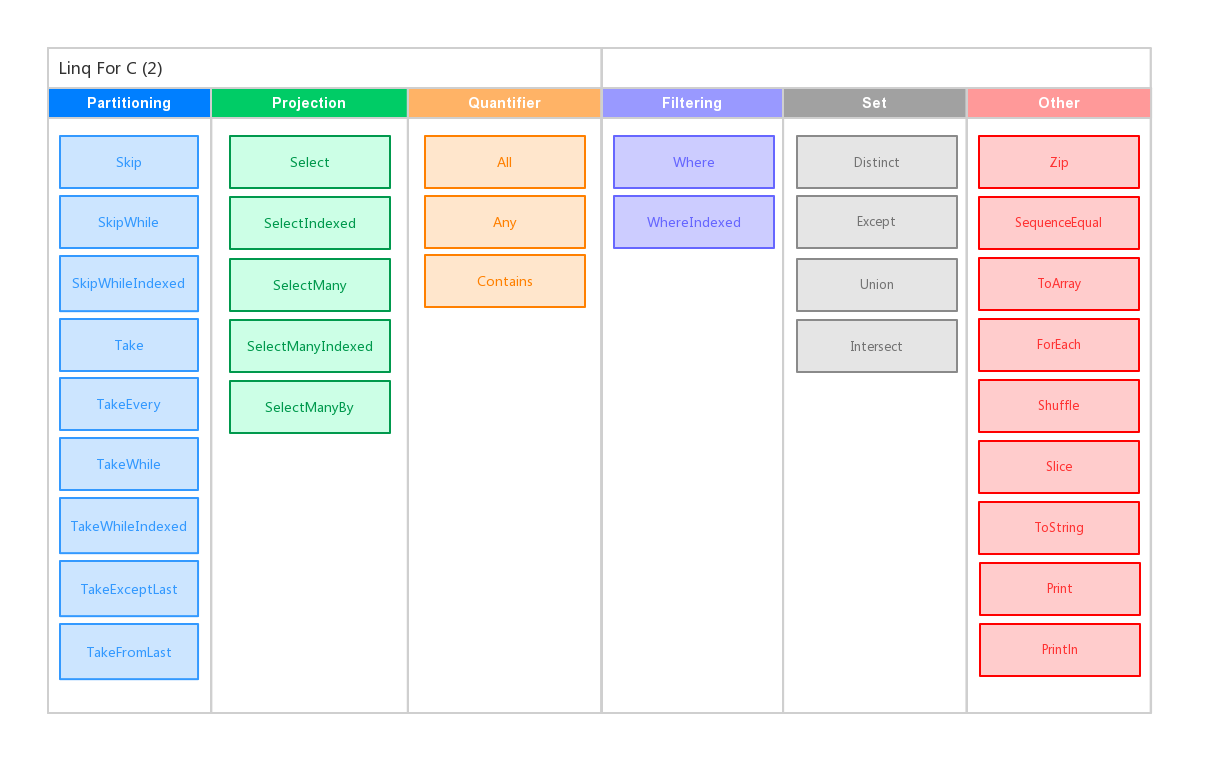 Linq For C (2)
Partitioning
Projection
Quantifier
Filtering
Set
Other
Skip
SkipWhile
SkipWhileIndexed
Take
TakeEvery
TakeWhile
TakeWhileIndexed
TakeExceptLast
TakeFromLast
Select
SelectIndexed
SelectMany
SelectManyIndexed
SelectManyBy
All
Any
Contains
Where
WhereIndexed
Distinct
Except
Union
Intersect
Zip
SequenceEqual
ToArray
ForEach
Shuffle
Slice
ToString
Print
PrintIn